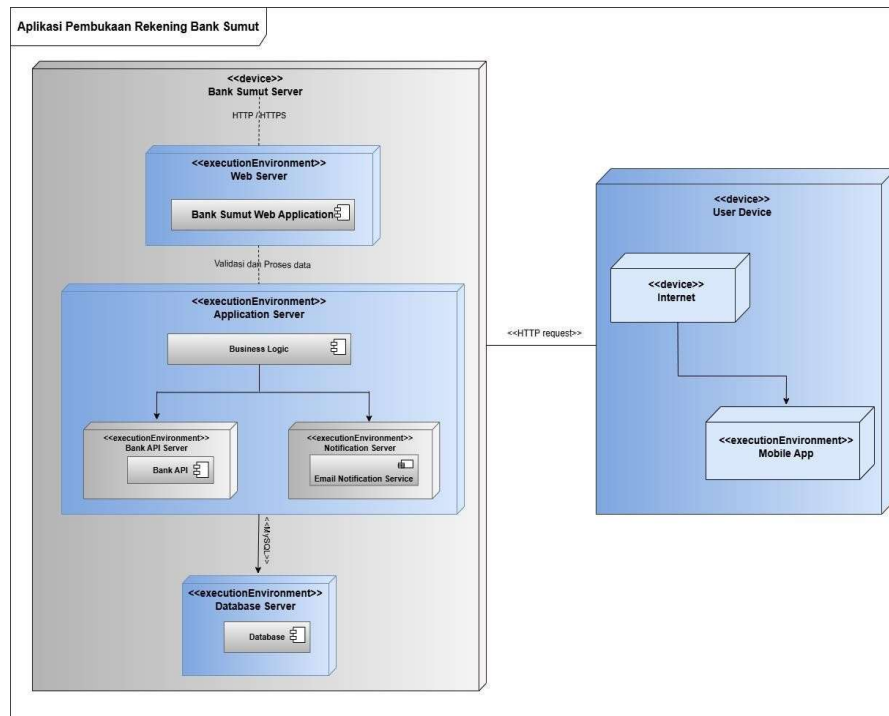 Aplikasi Pembukaan Rekening Bank Sumut
<<device>>
Bank Sumut Server
HTTP / HTTPS
<<executionEnvironment>>
Web Server
Bank Sumut Web Application
Validasi dan Proses data
<<executionEnvironment>>
Application Server
Business Logic
<<executionEnvironment>>
Bank API Server
Bank API
<<executionEnvironment>>
Notification Server
Email Notification Service
<<MySQL>>
<<executionEnvironment>>
Database Server
Database
<<HTTP request>>
<<device>>
User Device
<<device>>
Internet
<<executionEnvironment>>
Mobile App